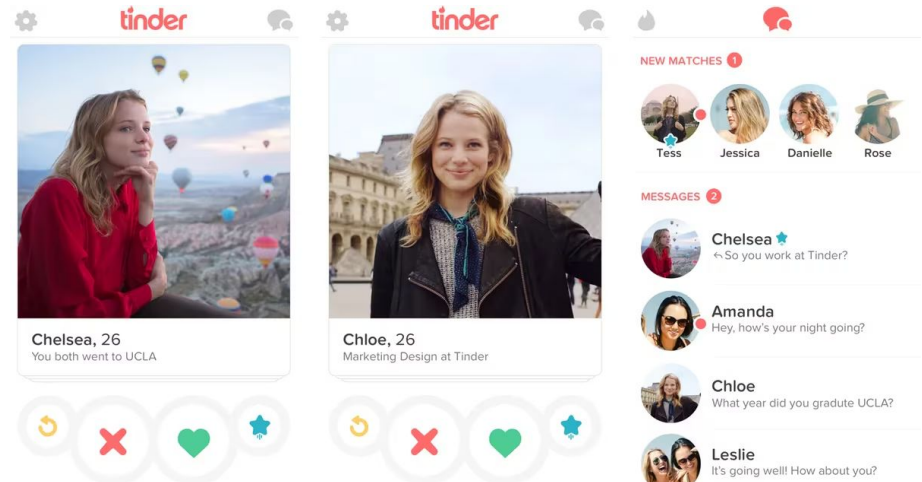 tinder
Chelsea, 26
You both went to UCLA
tinder
Chloe, 26
Marketing Design at Tinder
NEW MATCHES 1
Tess Jessica Danielle Rose
MESSAGES 2
Chelsea
So you work at Tinder?
Amanda
Hey, how's your night going?
Chloe
What year did you gradute UCLA?
Leslie
It's going well! How about you?